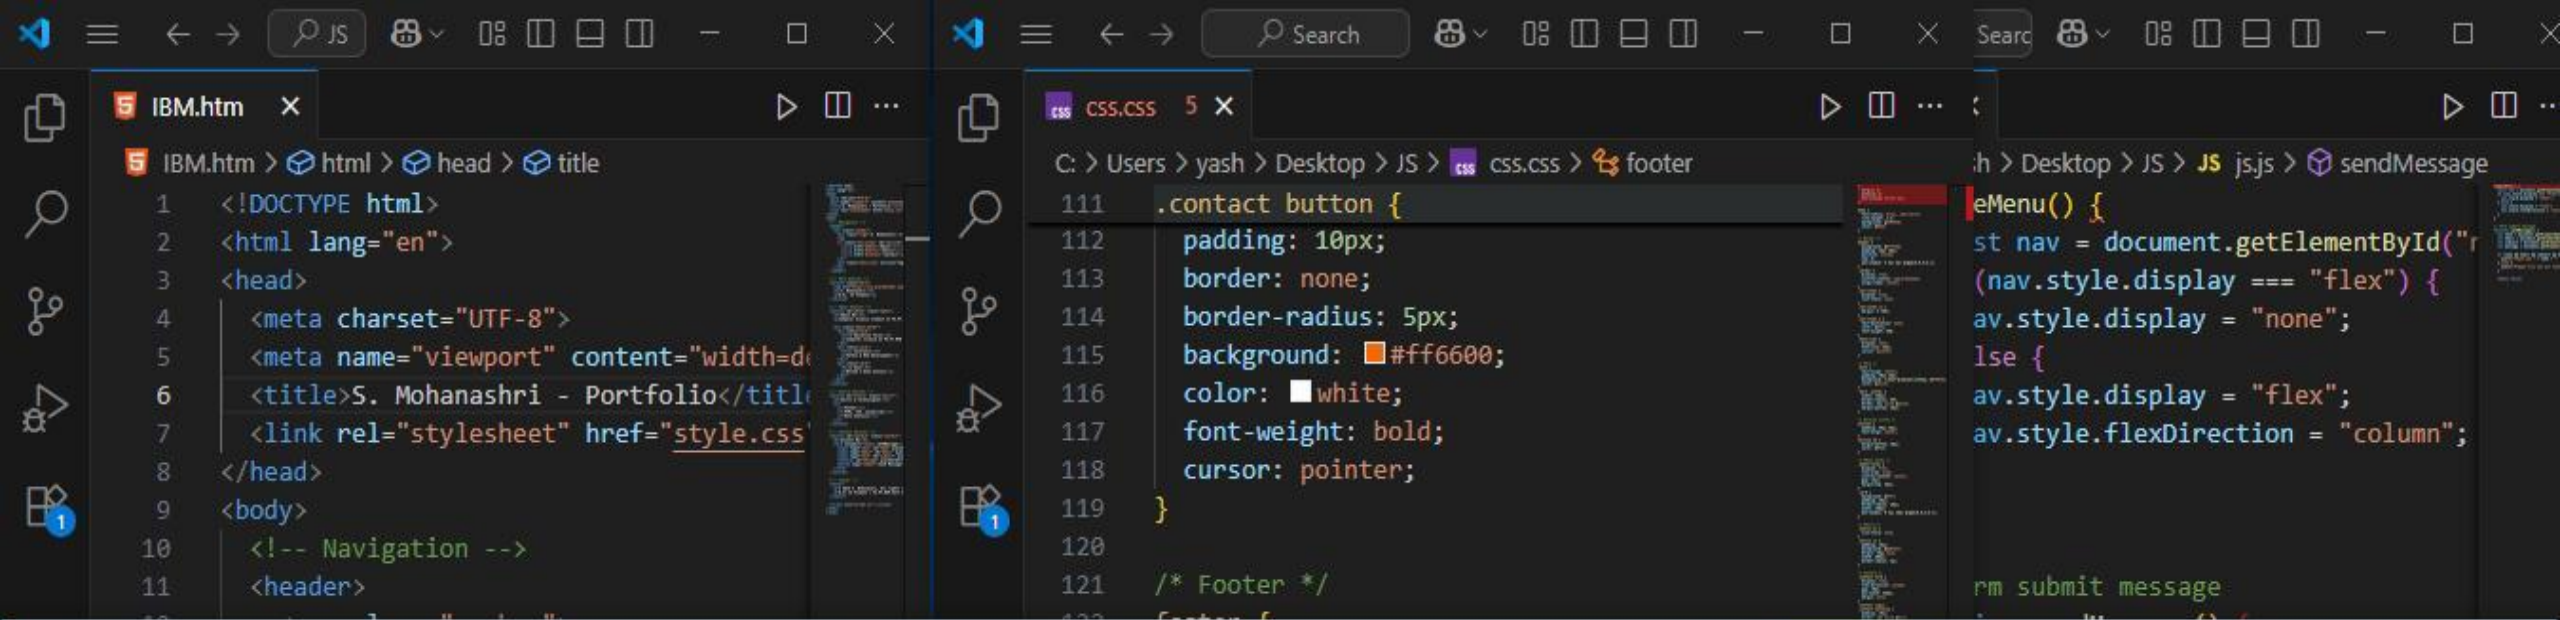 JS
IBM.htm
IBM.htm > html > head > title
1 <!DOCTYPE html>
2 <html lang="en">
3 <head>
4 <meta charset="UTF-8">
5 <meta name="viewport" content="width=de
6 <title>S. Mohanashri - Portfolio</title
7 <link rel="stylesheet" href="style.css"
8 </head>
9 <body>
10 <!-- Navigation -->
11 <header>
1
Search
css.css 5
C: > Users > yash > Desktop > JS > css.css > footer
111 .contact button {
112 padding: 10px;
113 border: none;
114 border-radius: 5px;
115 background: #ff6600;
116 color: white;
117 font-weight: bold;
118 cursor: pointer;
119 }
120
121 /* Footer */
1
Searc
sh > Desktop > JS > JS js.js > sendMessage
eMenu() {
st nav = document.getElementById("n
(nav.style.display === "flex") {
av.style.display = "none";
lse {
av.style.display = "flex";
av.style.flexDirection = "column";
rm submit message